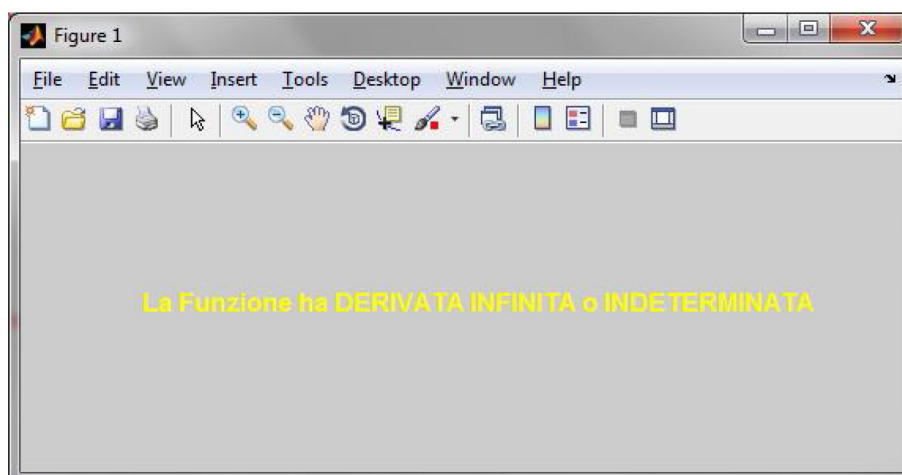 Figure 1
File Edit View Insert Tools Desktop Window Help
La Funzione ha DERIVATA INFINITA o INDETERMINATA